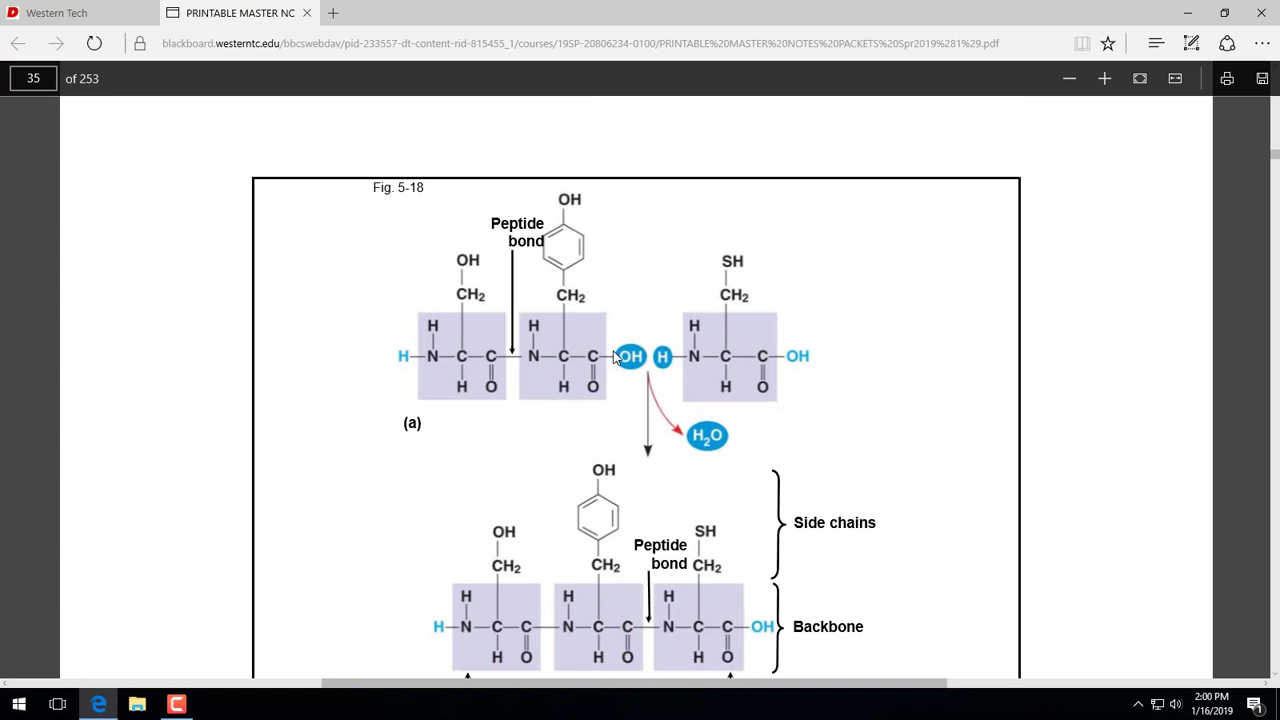 Western Tech
PRINTABLE MASTER NC
blackboard.westerntc.edu/bbcswebdav/pid-233557-dt-content-rid-815455_1/courses/19SP-20806234-0100/PRINTABLE%20MASTER%20NOTES%20PACKETS%20Spr2019%281%29.pdf
35 of 253
Fig. 5-18
OH
Peptide
bond
OH
SH
CH2
CH2
CH2
H H H
H N C C N C C OH H N C C OH
H O H O H O
(a)
H2O
OH
Side chains
OH
Peptide
bond
SH
CH2
CH2
CH2
H H H
H N C C N C C N C C OH
Backbone
H O H O H O
2:00 PM
1/16/2019